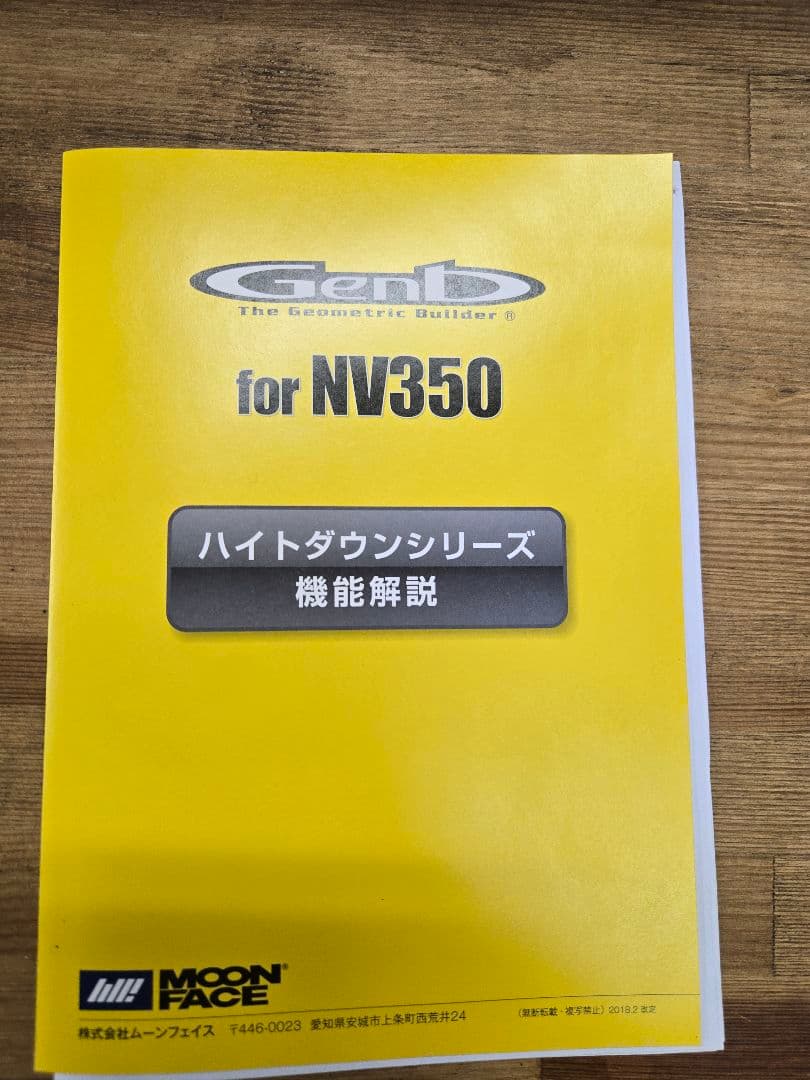 Genb
The Geometric Builder ®
for NV350
ハイトダウンシリーズ
機能解説
MOON®
FACE
株式会社ムーンフェイス 〒446-0023 愛知県安城市上条町西荒井24 (無断転載・複写禁止) 2018.2 改定